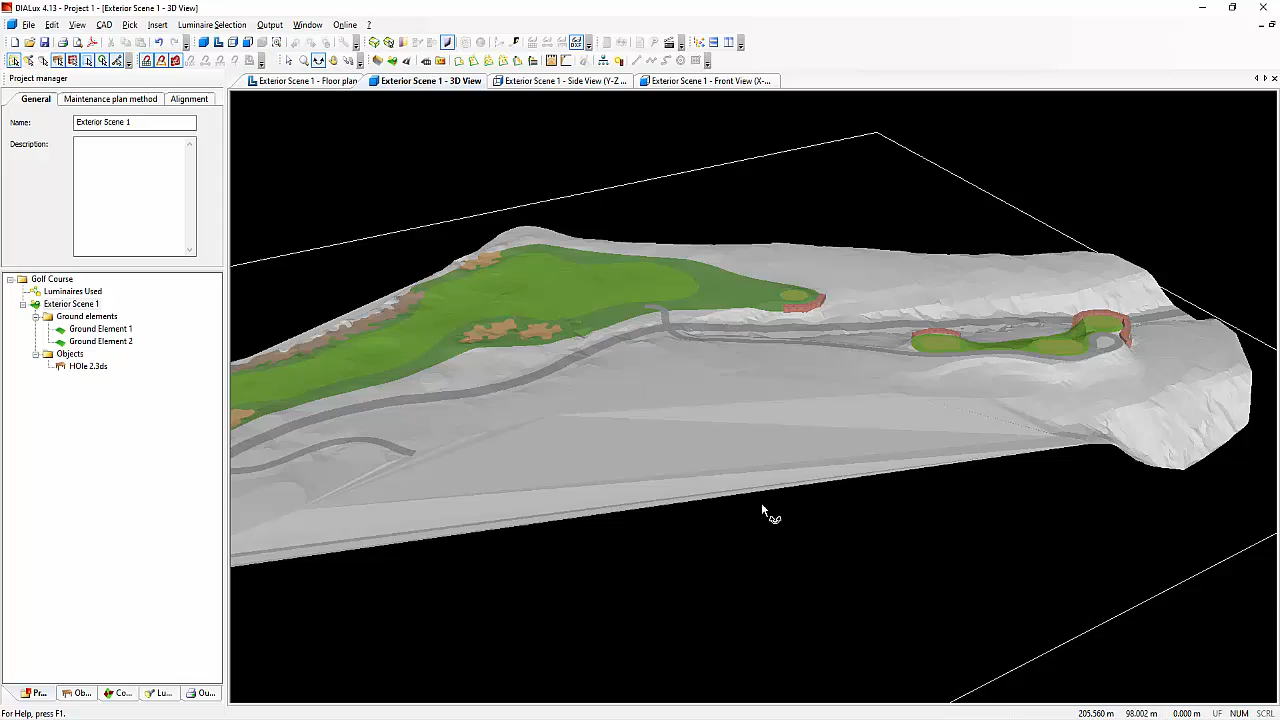 DIALux 4.13 - Project 1 - [Exterior Scene 1 - 3D View]
File Edit View CAD Pick Insert Luminaire Selection Output Window Online ?
Project manager
Exterior Scene 1 - Floor plan
Exterior Scene 1 - 3D View
Exterior Scene 1 - Side View (Y-Z ...
Exterior Scene 1 - Front View (X-...
General
Maintenance plan method
Alignment
Name:
Exterior Scene 1
Description:
Golf Course
Luminaires Used
Exterior Scene 1
Ground elements
Ground Element 1
Ground Element 2
Objects
HOle 2.3ds
Pr...
Ob...
Co...
Lu...
Ou...
For Help, press F1.
205.560 m 98.002 m 0.000 m UF NUM SCRL